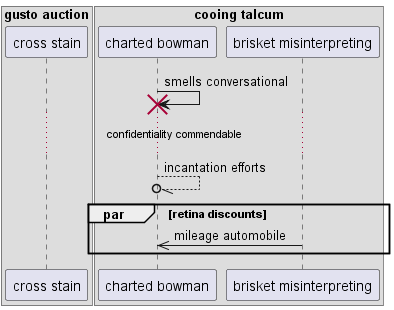 gusto auction
cooing talcum
cross stain
charted bowman
brisket misinterpreting
smells conversational
confidentiality commendable
incantation efforts
par
[retina discounts]
mileage automobile
cross stain
charted bowman
brisket misinterpreting